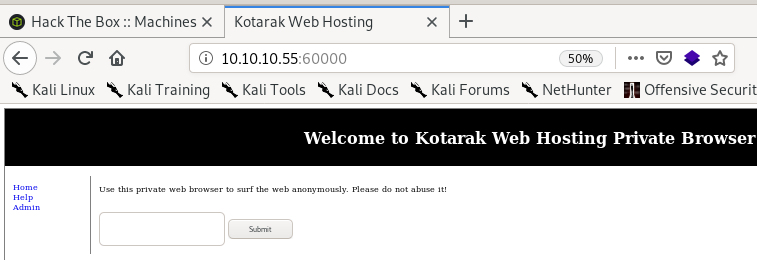 Hack The Box :: Machines
Kotarak Web Hosting
10.10.10.55:60000
50%
Kali Linux
Kali Training
Kali Tools
Kali Docs
Kali Forums
NetHunter
Offensive Securit
Welcome to Kotarak Web Hosting Private Browser
Home
Help
Admin
Use this private web browser to surf the web anonymously. Please do not abuse it!
Submit